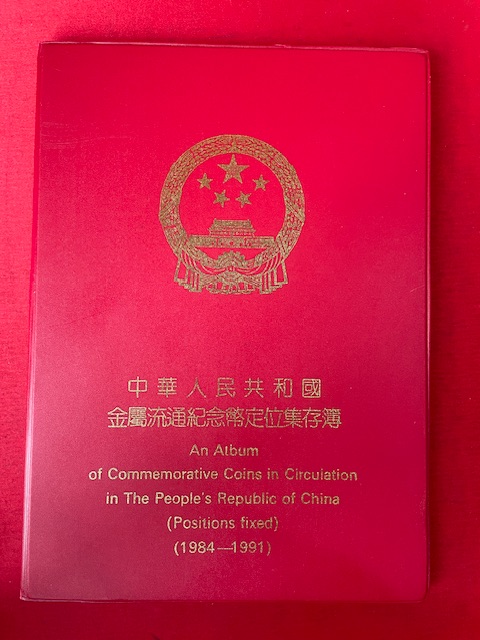 中華人民共和國
金屬流通紀念幣定位集存簿
An Album
of Commemorative Coins in Circulation
in The People's Republic of China
(Positions fixed)
(1984—1991)